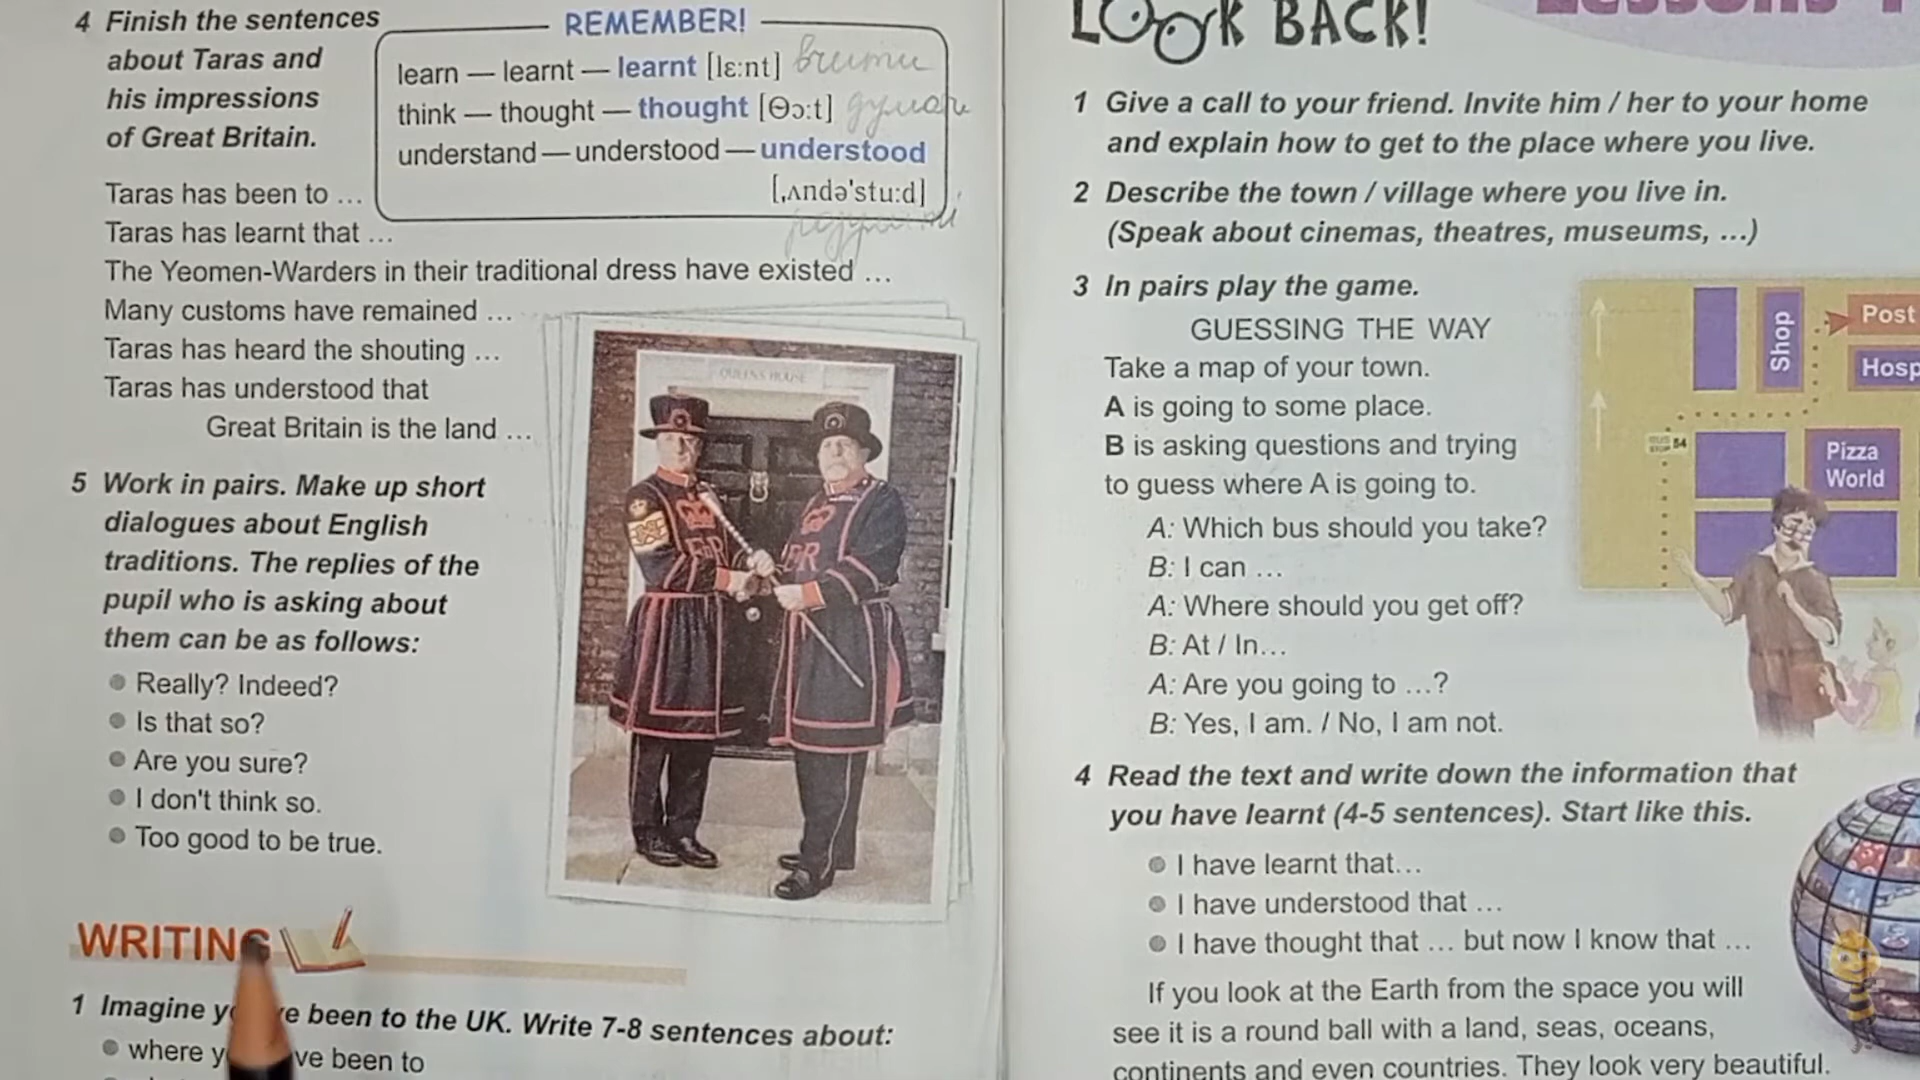 4 Finish the sentences
about Taras and
his impressions
of Great Britain.
REMEMBER!
learn — learnt — learnt [lɛ:nt] вчити
think — thought — thought [Θɔ:t]
understand — understood — understood
[ˌʌndə'stu:d]
Taras has been to ...
Taras has learnt that ...
The Yeomen-Warders in their traditional dress have existed ...
Many customs have remained ...
Taras has heard the shouting ...
Taras has understood that
Great Britain is the land ...
QUEENS HOUSE
5 Work in pairs. Make up short
dialogues about English
traditions. The replies of the
pupil who is asking about
them can be as follows:
Really? Indeed?
Is that so?
Are you sure?
I don't think so.
Too good to be true.
WRITING
1 Imagine been to the UK. Write 7-8 sentences about:
where been to
LOOK BACK!
1 Give a call to your friend. Invite him / her to your home
and explain how to get to the place where you live.
2 Describe the town / village where you live in.
(Speak about cinemas, theatres, museums, ...)
3 In pairs play the game.
GUESSING THE WAY
Take a map of your town.
A is going to some place.
B is asking questions and trying
to guess where A is going to.
A: Which bus should you take?
B: I can ...
A: Where should you get off?
B: At / In...
A: Are you going to ...?
B: Yes, I am. / No, I am not.
Shop
Post
Hosp
BUS STOP 54
Pizza
World
4 Read the text and write down the information that
you have learnt (4-5 sentences). Start like this.
I have learnt that...
I have understood that ...
I have thought that ... but now I know that ...
If you look at the Earth from the space you will
see it is a round ball with a land, seas, oceans,
continents and even countries. They look very beautiful.